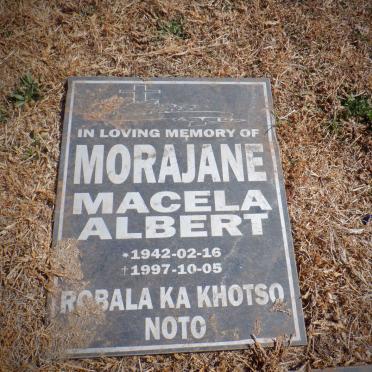 IN LOVING MEMORY OF
MORAJANE
MACELA
ALBERT
*1942-02-16
†1997-10-05
ROBALA KA KHOTSO
NOTO